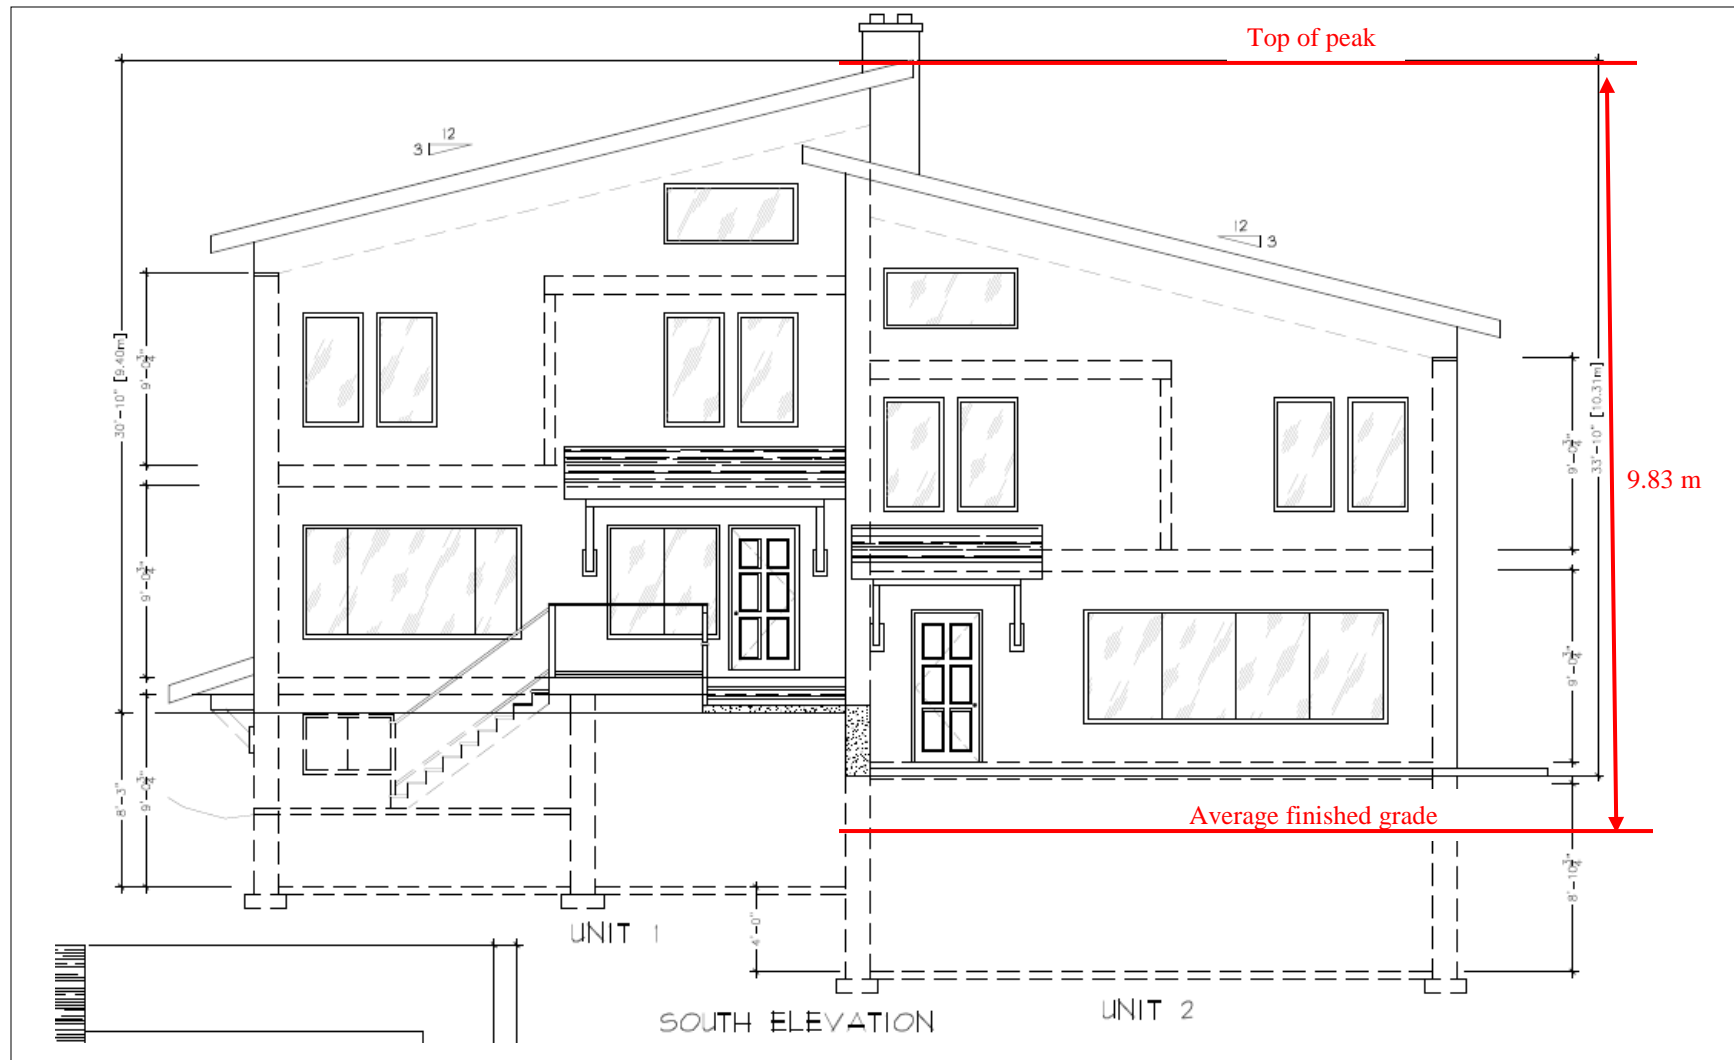 Top of peak
12
3
12
3
30'-10" [9.40m]
9'-0¾"
9'-0¾"
9'-0¾"
8'-3"
9'-0¾"
33'-10" [10.31m]
9'-0¾"
8'-10¾"
9.83 m
Average finished grade
4'-0"
UNIT 1
UNIT 2
SOUTH ELEVATION